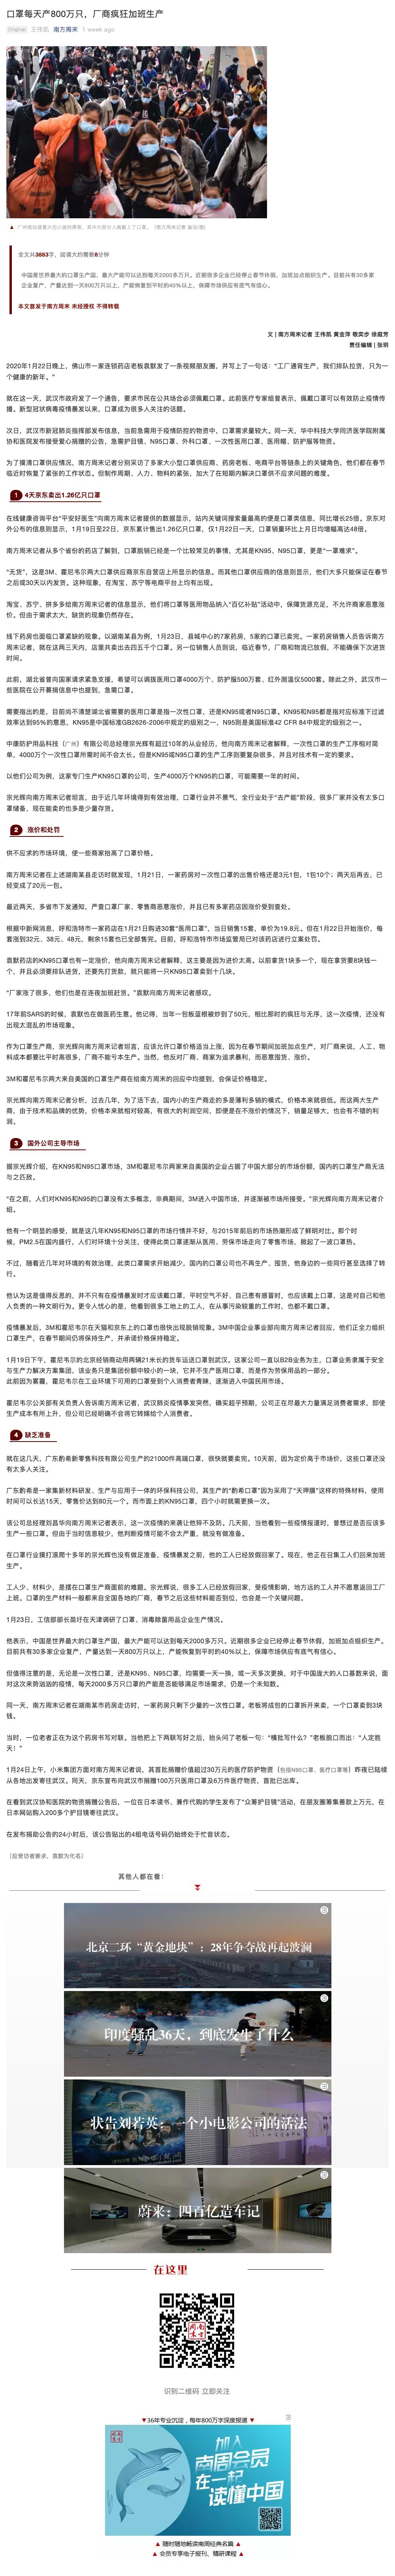 口罩每天产800万只，厂商疯狂加班生产
Original 王伟凯 南方周末 1 week ago
▲ 广州南站提着大包小波的乘客，其中大部分人佩戴上了口罩。（南方周末记者 翁洹/图）
全文共3883字，阅读大约需要8分钟
中国是世界最大的口罩生产国，最大产能可以达到每天2000多万只。近期很多企业已经停止春节休假，加班加点组织生产。目前共有30多家
企业复产，产量达到一天800万只以上，产能恢复到平时的40%以上，保障市场供应有底气有信心。
本文首发于南方周末 未经授权 不得转载
文 | 南方周末记者 王伟凯 黄金萍 敬奕步 徐庭芳
责任编辑 | 张玥
2020年1月22日晚上，佛山市一家连锁药店老板袁默发了一条视频朋友圈，并写上了一句话：“工厂通宵生产，我们排队拉货，只为一
个健康的新年。”
就在这一天，武汉市政府发了一个通告，要求市民在公共场合必须佩戴口罩。此前医疗专家组曾表示，佩戴口罩可以有效防止疫情传
播。新型冠状病毒疫情暴发以来，口罩成为很多人关注的话题。
次日，武汉市新冠肺炎指挥部发布信息，当前急需用于疫情防控的物资中，口罩需求量较大。同一天，华中科技大学同济医学院附属
协和医院发布接受爱心捐赠的公告，急需护目镜、N95口罩、外科口罩、一次性医用口罩、医用帽、防护服等物资。
为了摸清口罩供应情况，南方周末记者分别采访了多家大小型口罩供应商、药房老板、电商平台等链条上的关键角色，他们都在春节
临近时恢复了紧张的工作状态。但制作周期、人力、物料的紧张，加大了在短期内解决口罩供不应求问题的难度。
1 4天京东卖出1.26亿只口罩
在线健康咨询平台“平安好医生”向南方周末记者提供的数据显示，站内关键词搜索量最高的便是口罩类信息，同比增长25倍。京东对
外公布的信息则显示，1月19日至22日，京东累计售出1.26亿只口罩，仅1月22日一天，口罩销量环比上月日均增幅高达48倍。
南方周末记者从多个省份的药店了解到，口罩脱销已经是一个比较常见的事情，尤其是KN95、N95口罩，更是“一罩难求”。
“无货”，这是3M、霍尼韦尔两大口罩供应商京东自营店上所显示的信息。而其他口罩供应商的信息则显示，他们大多只能保证在春节
之后或30天以内发货。这种现象，在淘宝、苏宁等电商平台上均有出现。
淘宝、苏宁、拼多多给南方周末记者的信息显示，他们将口罩等医用物品纳入“百亿补贴”活动中，保障货源充足，不允许商家恶意涨
价。但由于需求太大，缺货的现象仍然存在。
线下药房也面临口罩紧缺的现象。以湖南某县为例，1月23日，县城中心的7家药房，5家的口罩已卖完。一家药房销售人员告诉南方
周末记者，就在这两三天内，店里共卖出去四五千个口罩。另一位销售人员则说，临近春节，厂商和物流已放假，不能确保下次进货
时间。
此前，湖北省曾向国家请求紧急支援，希望可以调拨医用口罩4000万个、防护服500万套、红外测温仪5000套。除此之外，武汉市一
些医院在公开募捐信息中也提到，急需口罩。
需要指出的是，目前尚不清楚湖北省需要的医用口罩是指一次性口罩，还是KN95或者N95口罩。KN95和N95都是指对应标准下过滤
效率达到95%的意思，KN95是中国标准GB2626-2006中规定的级别之一，N95则是美国标准42 CFR 84中规定的级别之一。
中康防护用品科技（广州）有限公司总经理宗光辉有超过10年的从业经历，他向南方周末记者解释，一次性口罩的生产工序相对简
单，4000万个一次性口罩所需时间不会太长。但是KN95或N95口罩的生产工序则要复杂很多，并且对技术有一定的要求。
以他们公司为例，这家专门生产KN95口罩的公司，生产4000万个KN95的口罩，可能需要一年的时间。
宗光辉向南方周末记者坦言，由于近几年环境得到有效治理，口罩行业并不景气，全行业处于“去产能”阶段，很多厂家并没有太多口
罩储备，现在能卖的也多是少量存货。
2 涨价和处罚
供不应求的市场环境，使一些商家抬高了口罩价格。
南方周末记者在上述湖南某县走访时就发现，1月21日，一家药房对一次性口罩的出售价格还是3元1包，1包10个；两天后再去，已
经变成了20元一包。
最近两天，多省市下发通知，严查口罩厂家、零售商恶意涨价，并且已有多家药店因涨价受到查处。
根据中新网消息，呼和浩特市一家药店在1月21日购进30套“医用口罩”，当日销售15套，单价为19.8元。但在1月22日开始涨价，每
套涨到32元、38元、48元，剩余15套也已全部售完。目前，呼和浩特市市场监管局已对该药店进行立案处罚。
袁默药店的KN95口罩也有一定涨价，他向南方周末记者解释，这主要是因为进价太高。以前拿货1块多一个，现在拿货要8块钱一
个，并且必须要排队进货，还要先打货款，就只能将一只KN95口罩卖到十几块。
“厂家涨了很多，他们也是在连夜加班赶货。”袁默向南方周末记者感叹。
17年前SARS的时候，袁默也在做医药生意。他记得，当年一包板蓝根被炒到了50元，相比那时的疯狂与无序，这一次疫情，还没有
出现太混乱的市场现象。
作为口罩生产商，宗光辉向南方周末记者坦言，应该允许口罩价格适当上涨，因为在春节期间加班加点生产，对厂商来说，人工、物
料成本都要比平时高很多，厂商不能亏本生产。当然，他反对厂商、商家为追求暴利，而恶意囤货、涨价。
3M和霍尼韦尔两大来自美国的口罩生产商在给南方周末的回应中均提到，会保证价格稳定。
宗光辉向南方周末记者分析，过去几年，为了活下去，国内小的生产商走的多是薄利多销的模式，价格本来就很低。而这两大生产
商，由于技术和品牌的优势，价格本来就相对较高，有很大的利润空间，即便是在不涨价的情况下，销量足够大，也会有不错的利
润。
3 国外公司主导市场
据宗光辉介绍，在KN95和N95口罩市场，3M和霍尼韦尔两家来自美国的企业占据了中国大部分的市场份额，国内的口罩生产商无法
与之匹敌。
“在之前，人们对KN95和N95的口罩没有太多概念，非典期间，3M进入中国市场，并逐渐被市场所接受。”宗光辉向南方周末记者介
绍。
他有一个明显的感受，就是这几年KN95和N95口罩的市场行情并不好，与2015年前后的市场热潮形成了鲜明对比。那个时
候，PM2.5在国内盛行，人们对环境十分关注，使得此类口罩逐渐从医用、劳保市场走向了零售市场，掀起了一波口罩热。
不过，随着近几年对环境的有效治理，此类口罩需求开始减少，国内的口罩公司也不再生产、囤货，他身边的一些同行甚至选择了转
行。
他认为这是值得反思的，并不只有在疫情暴发时才应该戴口罩，平时空气不好、自己患有感冒时，也应该戴上口罩，这是对自己和他
人负责的一种文明行为。更令人忧心的是，他看到很多工地上的工人，在从事污染较重的工作时，也都不戴口罩。
疫情暴发后，3M和霍尼韦尔在天猫和京东上的口罩也很快出现脱销现象。3M中国企业事业部向南方周末记者回应，他们正全力组织
口罩生产，在春节期间仍将保持生产，并承诺价格保持稳定。
1月19日下午，霍尼韦尔的北京经销商动用两辆21米长的货车运送口罩到武汉。这家公司一直以B2B业务为主，口罩业务隶属于安全
与生产力解决方案集团，该业务只是集团份额中较小的一块，它并不生产医用口罩，而是作为劳保用品的一部分。
此前因为雾霾，霍尼韦尔在工业环境下可用的口罩受到个人消费者青睐，逐渐进入中国民用市场。
霍尼韦尔公关部有关负责人告诉南方周末记者，武汉肺炎疫情事发突然，确实超乎预期，公司正在尽最大力量满足消费者需求，即使
生产成本有所上升，但公司已经明确不会将它转嫁给个人消费者。
4 缺乏准备
就在这几天，广东酌希新零售科技有限公司生产的21000件高端口罩，很快就要卖完。10天前，因为定价高于市场价，这些口罩还没
有太多人关注。
广东酌希是一家集新材料研发、生产与应用于一体的环保科技公司，其生产的“酌希口罩”因为采用了“天呷膜”这样的特殊材料，使用
时间可以长达15天，零售价达到80元一个。而市面上的KN95口罩，四个小时就需更换一次。
该公司总经理刘昌华向南方周末记者表示，这一次疫情的来袭让他猝不及防。几天前，当他看到一些疫情报道时，曾想过是否应该多
生产一些口罩。但由于当时信息较少，他判断疫情可能不会太严重，就没有做准备。
在口罩行业摸打滚爬十多年的宗光辉也没有做足准备，疫情暴发之前，他的工人已经放假回家了。现在，他正在召集工人们回来加班
生产。
工人少、材料少，是摆在口罩生产商面前的难题。宗光辉说，很多工人已经放假回家，受疫情影响，地方远的工人并不愿意返回工厂
上班。口罩的生产材料一般都来自全国各地的厂商，春节之后这些材料能否到位，也会是一个关键问题。
1月23日，工信部部长苗圩在天津调研了口罩、消毒除菌用品企业生产情况。
他表示，中国是世界最大的口罩生产国，最大产能可以达到每天2000多万只。近期很多企业已经停止春节休假，加班加点组织生产。
目前共有30多家企业复产，产量达到一天800万只以上，产能恢复到平时的40%以上，保障市场供应有底气有信心。
但值得注意的是，无论是一次性口罩，还是KN95、N95口罩，均需要一天一换，或一天多次更换，对于中国庞大的人口基数来说，面
对这次来势汹汹的疫情，每天2000多万只口罩的产能是否能够满足市场需求，仍是一个未知数。
同一天，南方周末记者在湖南某市药房走访时，一家药房只剩下少量的一次性口罩。老板将成包的口罩拆开来卖，一个口罩卖到3块
钱。
当时，一位老者正在为这个药房书写对联。当他把上下两联写好之后，抬头问了老板一句：“横批写什么？”老板脱口而出：“人定胜
天！”
1月24日上午，小米集团方面对南方周末记者说，其首批捐赠价值超过30万元的医疗防护物资（包括N95口罩、医疗口罩等）昨夜已陆续
从各地出发寄往武汉。同天，京东宣布向武汉市捐赠100万只医用口罩及6万件医疗物资，首批已出库。
在看到武汉协和医院的物资捐赠公告后，一位在日本读书、兼作代购的学生发布了“众筹护目镜”活动，在朋友圈筹集善款上万元，在
日本网站购入200多个护目镜寄往武汉。
在发布捐助公告的24小时后，该公告贴出的4组电话号码仍始终处于忙音状态。
（应受访者要求，袁默为化名）
其他人都在看：
北京二环“黄金地块”：28年争夺战再起波澜
印度骚乱36天，到底发生了什么
状告刘若英：一个小电影公司的活法
蔚来：四百亿造车记
在这里
识别二维码 立即关注
▼36年专业沉淀，每年800万字深度报道▼
加入
南周会员
在一起
读懂中国
▲ 随时随地畅读南周经典名篇 ▲
▲ 会员专享电子报刊、精研课程 ▲